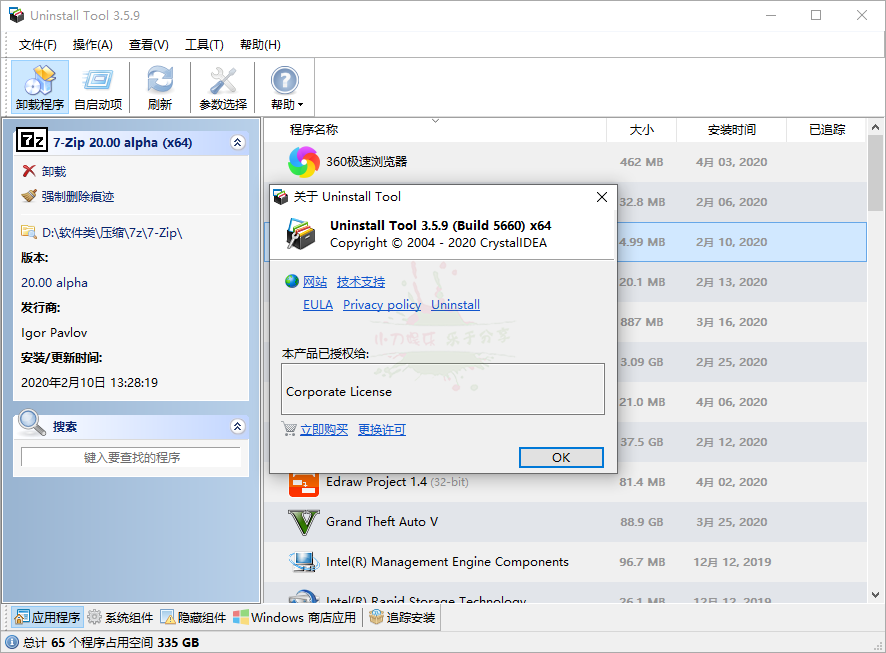 Uninstall Tool 3.5.9
文件(F) 操作(A) 查看(V) 工具(T) 帮助(H)
卸载程序 自启动项 刷新 参数选择 帮助
7-Zip 20.00 alpha (x64)
卸载
强制删除痕迹
D:\软件类\压缩\7z\7-Zip\
版本:
20.00 alpha
发行商:
Igor Pavlov
安装/更新时间:
2020年2月10日 13:28:19
搜索
键入要查找的程序
程序名称 大小 安装时间 已追踪
360极速浏览器 462 MB 4月 03, 2020
32.8 MB 2月 06, 2020
4.99 MB 2月 10, 2020
20.1 MB 2月 13, 2020
887 MB 3月 16, 2020
3.09 GB 2月 25, 2020
21.0 MB 4月 06, 2020
37.5 GB 2月 12, 2020
Edraw Project 1.4 (32-bit) 81.4 MB 4月 02, 2020
Grand Theft Auto V 88.9 GB 3月 25, 2020
Intel(R) Management Engine Components 96.7 MB 12月 12, 2019
Intel(R) Rapid Storage Technology 26.1 MB 12月 12, 2019
关于 Uninstall Tool
Uninstall Tool 3.5.9 (Build 5660) x64
Copyright © 2004 - 2020 CrystalIDEA
网站 技术支持
EULA Privacy policy Uninstall
本产品已授权给:
Corporate License
立即购买 更换许可
OK
应用程序 系统组件 隐藏组件 Windows 商店应用 追踪安装
总计 65 个程序占用空间 335 GB